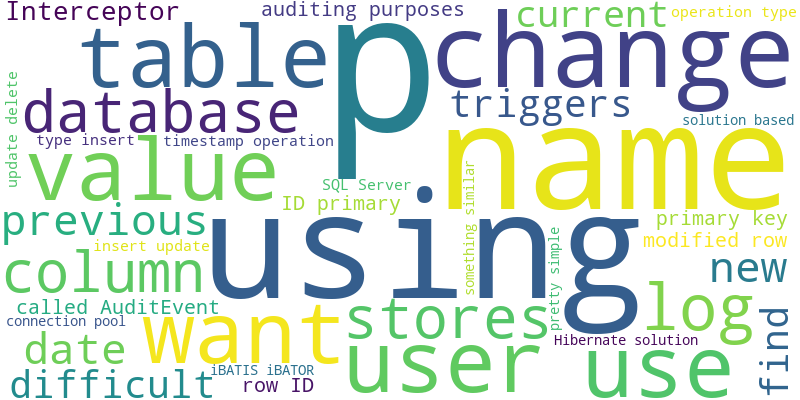 Interceptor
auditing purposes
current
operation type
table
p
change
update delete
database
triggers
solution based
type insert
timestamp operation
name
value
SQL Server
something similar
ID primary
previous
using
primary key
insert update
pretty simple
modified row
column
new
called AuditEvent
connection pool
want
stores
log
find
date
Hibernate solution
difficult
iBATIS iBATOR
row ID
user
use